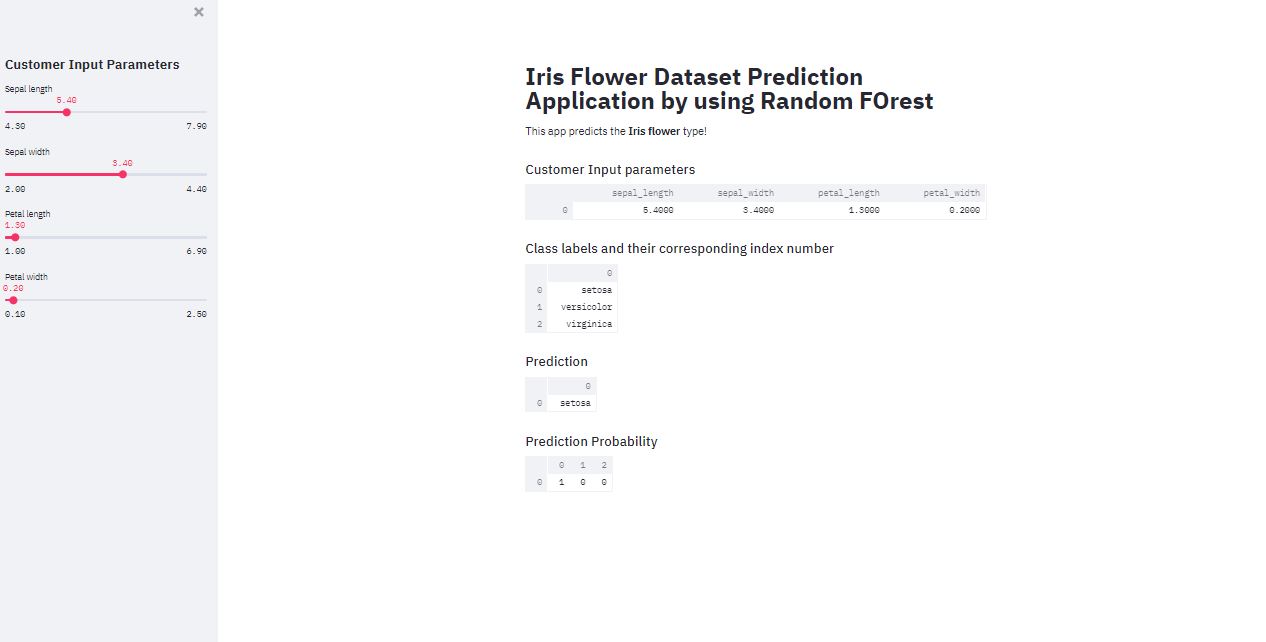 ×
Customer Input Parameters
Sepal length
5.40
4.30 7.90
Sepal width
3.40
2.00 4.40
Petal length
1.30
1.00 6.90
Petal width
0.20
0.10 2.50
Iris Flower Dataset Prediction
Application by using Random FOrest
This app predicts the Iris flower type!
Customer Input parameters
sepal_length sepal_width petal_length petal_width
0 5.4000 3.4000 1.3000 0.2000
Class labels and their corresponding index number
0
0 setosa
1 versicolor
2 virginica
Prediction
0
0 setosa
Prediction Probability
0 1 2
0 1 0 0